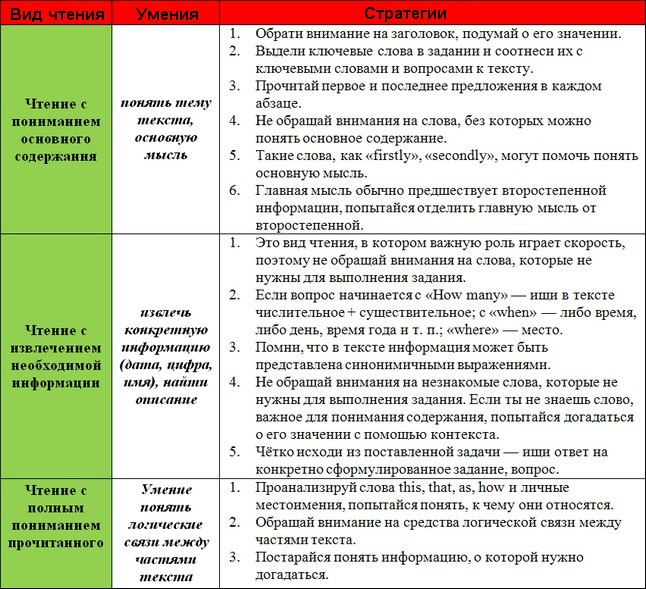 Вид чтения
Умения
Стратегии
Чтение с
пониманием
основного
содержания
понять тему
текста,
основную
мысль
1. Обрати внимание на заголовок, подумай о его значении.
2. Выдели ключевые слова в задании и соотнеси их с
ключевыми словами и вопросами к тексту.
3. Прочитай первое и последнее предложения в каждом
абзаце.
4. Не обращай внимания на слова, без которых можно
понять основное содержание.
5. Такие слова, как «firstly», «secondly», могут помочь понять
основную мысль.
6. Главная мысль обычно предшествует второстепенной
информации, попытайся отделить главную мысль от
второстепенной.
Чтение с
извлечением
необходимой
информации
извлечь
конкретную
информацию
(дата, цифра,
имя), найти
описание
1. Это вид чтения, в котором важную роль играет скорость,
поэтому не обращай внимания на слова, которые не
нужны для выполнения задания.
2. Если вопрос начинается с «How many» — ищи в тексте
числительное + существительное; с «when» — либо время,
либо день, время года и т. п.; «where» — место.
3. Помни, что в тексте информация может быть
представлена синонимичными выражениями.
4. Не обращай внимания на незнакомые слова, которые не
нужны для выполнения задания. Если ты не знаешь слово,
важное для понимания содержания, попытайся догадаться
о его значении с помощью контекста.
5. Чётко исходи из поставленной задачи — ищи ответ на
конкретно сформулированное задание, вопрос.
Чтение с
полным
пониманием
прочитанного
Умение
понять
логические
связи между
частями
текста
1. Проанализируй слова this, that, as, how и личные
местоимения, попытайся понять, к чему они относятся.
2. Обращай внимание на средства логической связи между
частями текста.
3. Постарайся понять информацию, о которой нужно
догадаться.